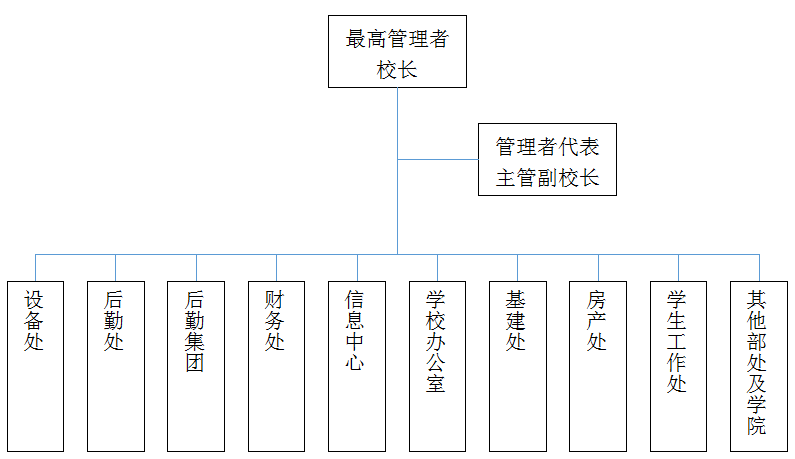 最高管理者
校长
管理者代表
主管副校长
设备处
后勤处
后勤集团
财务处
信息中心
学校办公室
基建处
房产处
学生工作处
其他部处及学院